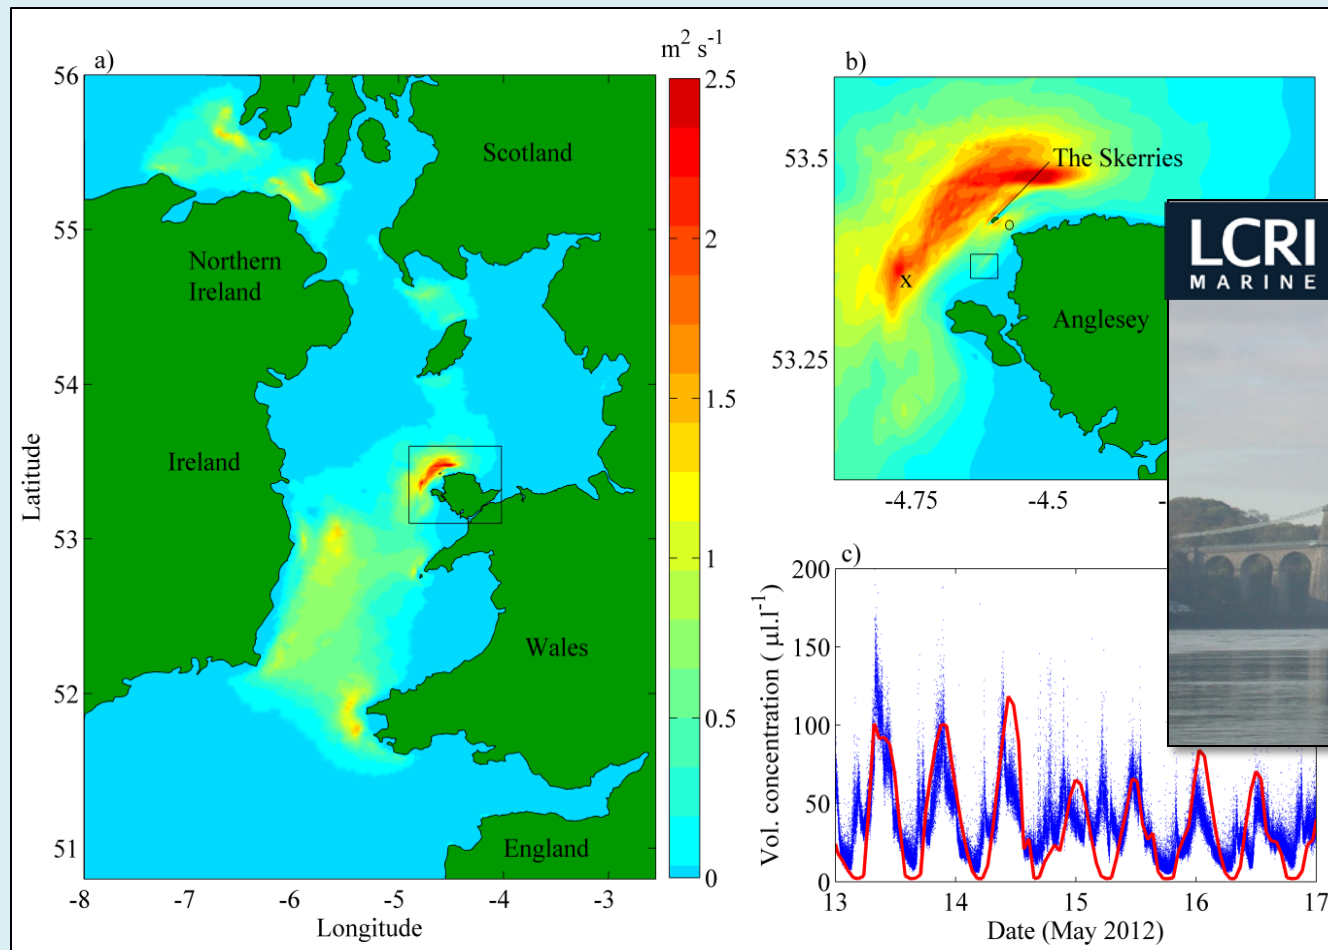 a)
m² s⁻¹
56
55
54
53
52
51
-8
-7
-6
-5
-4
-3
Latitude
Longitude
2.5
2
1.5
1
0.5
0
Scotland
Northern
Ireland
Ireland
Wales
England
b)
The Skerries
53.5
53.25
x
o
Anglesey
-4.75
-4.5
LCRI
MARINE
c)
Vol. concentration ( µl.l⁻¹)
200
150
100
50
0
13
14
15
16
17
Date (May 2012)